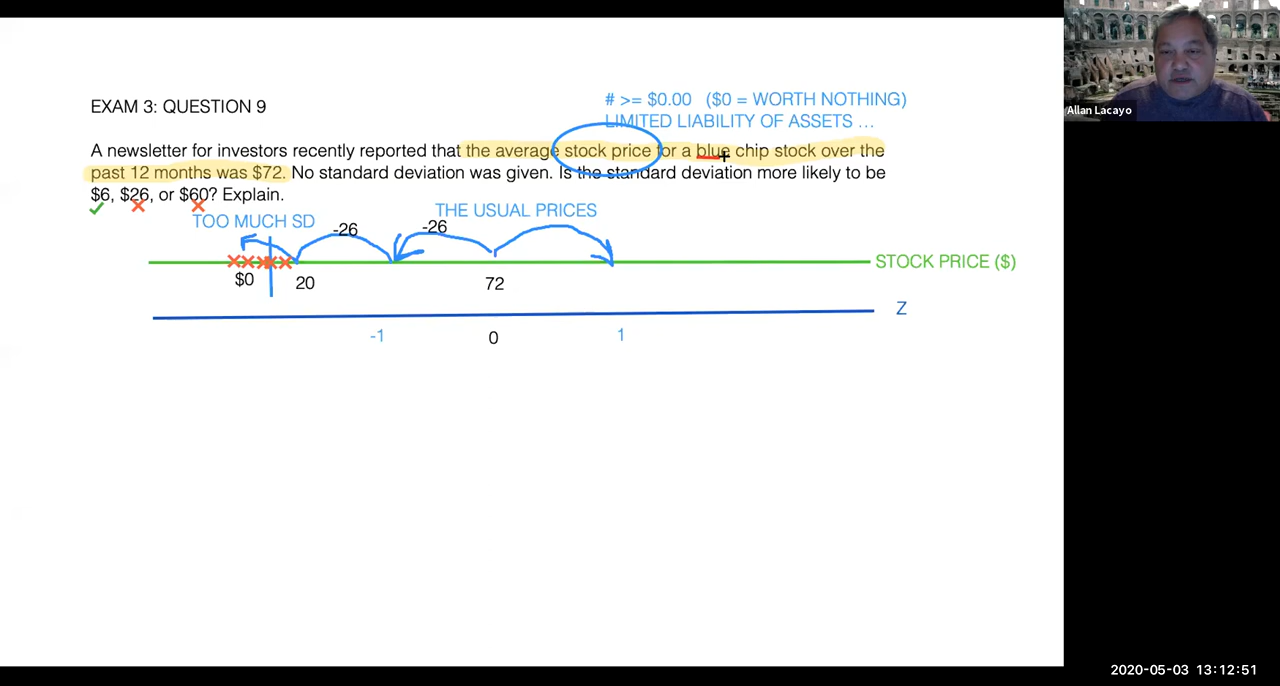 EXAM 3: QUESTION 9
# >= $0.00 ($0 = WORTH NOTHING)
LIMITED LIABILITY OF ASSETS ...
A newsletter for investors recently reported that the average stock price for a blue chip stock over the
past 12 months was $72. No standard deviation was given. Is the standard deviation more likely to be
$6, $26, or $60? Explain.
TOO MUCH SD
THE USUAL PRICES
-26
-26
STOCK PRICE ($)
$0
20
72
Z
-1
0
1
Allan Lacayo
2020-05-03 13:12:51